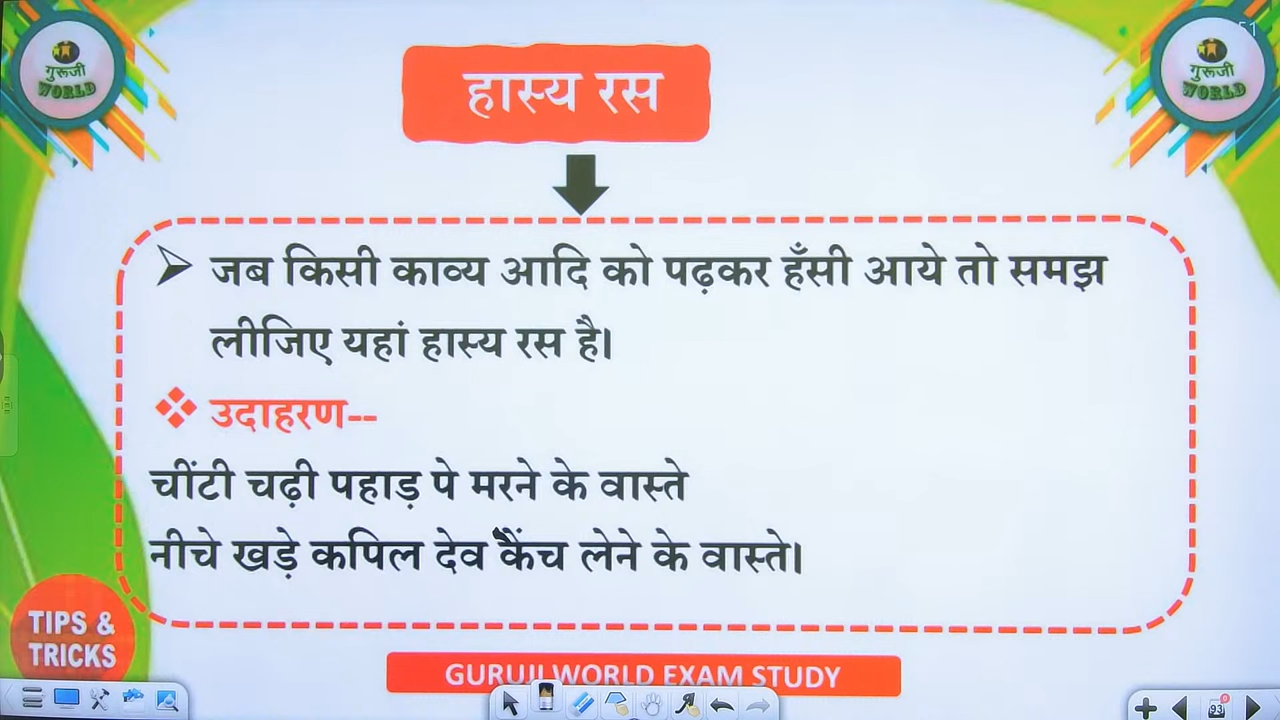 गुरूजी
WORLD
गुरूजी
WORLD
हास्य रस
जब किसी काव्य आदि को पढ़कर हँसी आये तो समझ
लीजिए यहां हास्य रस है।
उदाहरण--
चींटी चढ़ी पहाड़ पे मरने के वास्ते
नीचे खड़े कपिल देव कैंच लेने के वास्ते।
TIPS &
TRICKS
GURUJI WORLD EXAM STUDY
93